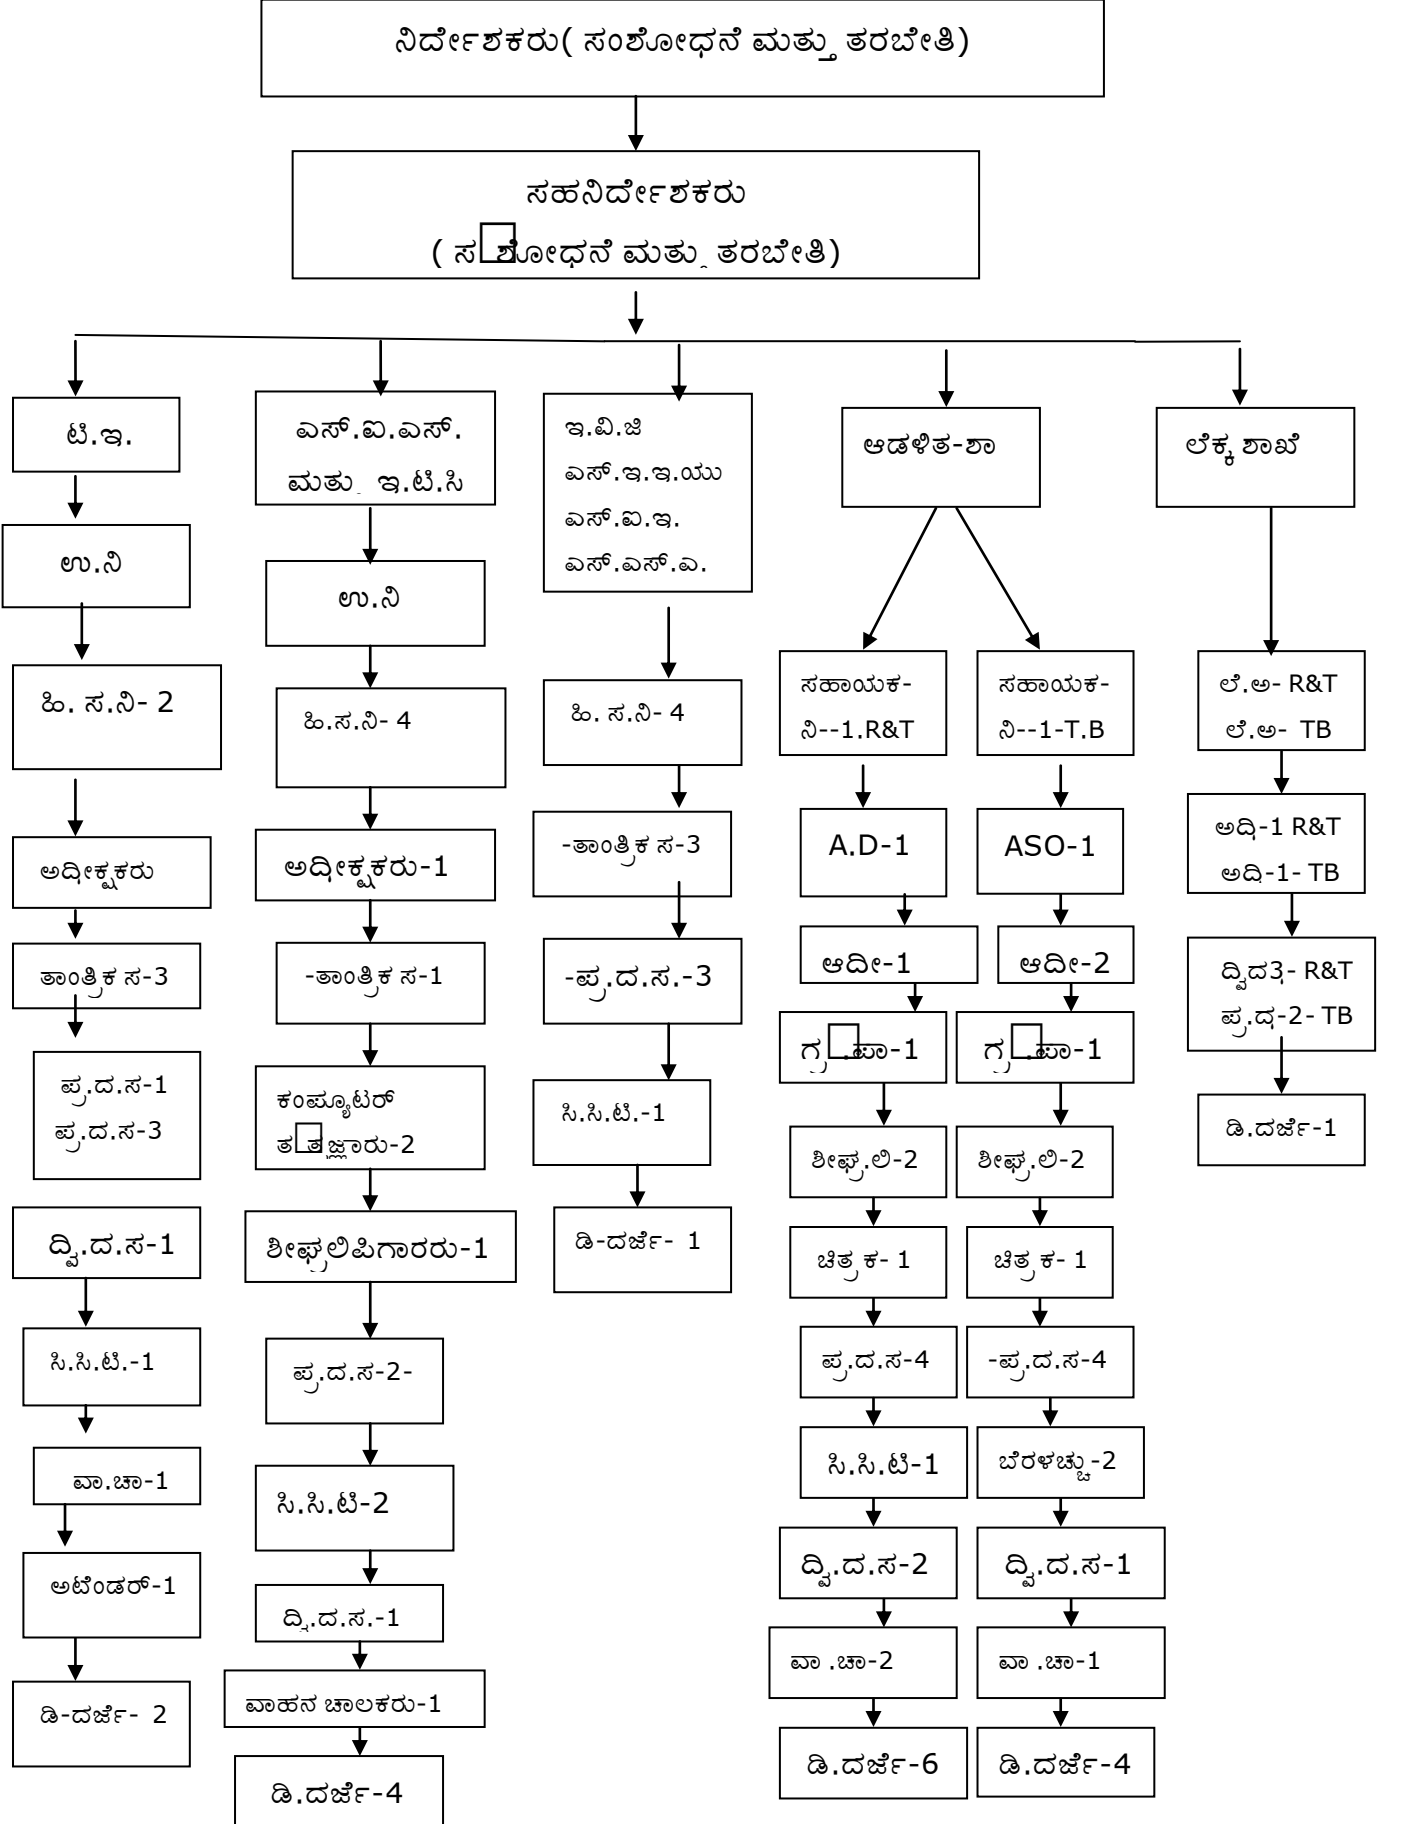 ನಿರ್ದೇಶಕರು( ಸಂಶೋಧನೆ ಮತ್ತು ತರಬೇತಿ)
ಸಹನಿರ್ದೇಶಕರು
( ಸ ಶೋಧನೆ ಮತ್ತು ತರಬೇತಿ)
ಟಿ.ಇ.
ಉ.ನಿ
ಹಿ. ಸ.ನಿ- 2
ಅಧೀಕ್ಷಕರು
ತಾಂತ್ರಿಕ ಸ-3
ಪ್ರ.ದ.ಸ-1
ಪ್ರ.ದ.ಸ-3
ದ್ವಿ.ದ.ಸ-1
ಸಿ.ಸಿ.ಟಿ.-1
ವಾ.ಚಾ-1
ಅಟೆಂಡರ್-1
ಡಿ-ದರ್ಜೆ- 2
ಎಸ್.ಐ.ಎಸ್.
ಮತ್ತು ಇ.ಟಿ.ಸಿ
ಉ.ನಿ
ಹಿ.ಸ.ನಿ- 4
ಅಧೀಕ್ಷಕರು-1
-ತಾಂತ್ರಿಕ ಸ-1
ಕಂಪ್ಯೂಟರ್
ಶೀಘ್ರಲಿಪಿಗಾರರು-1
ಪ್ರ.ದ.ಸ-2-
ಸಿ.ಸಿ.ಟಿ-2
ದ್ವಿ.ದ.ಸ.-1
ವಾಹನ ಚಾಲಕರು-1
ಡಿ.ದರ್ಜೆ-4
ಇ.ವಿ.ಜಿ
ಎಸ್.ಇ.ಇ.ಯು
ಎಸ್.ಐ.ಇ.
ಎಸ್.ಎಸ್.ಎ.
ಹಿ. ಸ.ನಿ- 4
-ತಾಂತ್ರಿಕ ಸ-3
-ಪ್ರ.ದ.ಸ.-3
ಸಿ.ಸಿ.ಟಿ.-1
ಡಿ-ದರ್ಜೆ- 1
ಆಡಳಿತ-ಶಾ
ಸಹಾಯಕ-
ನಿ--1.R&T
A.D-1
ಆದೀ-1
ಶೀಘ್ರ.ಲಿ-2
ಚಿತ್ರ ಕ- 1
ಪ್ರ.ದ.ಸ-4
ಸಿ.ಸಿ.ಟಿ-1
ದ್ವಿ.ದ.ಸ-2
ವಾ .ಚಾ-2
ಡಿ.ದರ್ಜೆ-6
ಸಹಾಯಕ-
ನಿ--1-T.B
ASO-1
ಆದೀ-2
ಶೀಘ್ರ.ಲಿ-2
ಚಿತ್ರ ಕ- 1
-ಪ್ರ.ದ.ಸ-4
ಬೆರಳಚ್ಚು-2
ದ್ವಿ.ದ.ಸ-1
ವಾ .ಚಾ-1
ಡಿ.ದರ್ಜೆ-4
ಲೆಕ್ಕ ಶಾಖೆ
ಲೆ.ಅ- R&T
ಲೆ.ಅ- TB
ಅಧಿ-1 R&T
ಅಧಿ-1- TB
ದ್ವಿದ3- R&T
ಪ್ರ.ದ-2- TB
ಡಿ.ದರ್ಜೆ-1